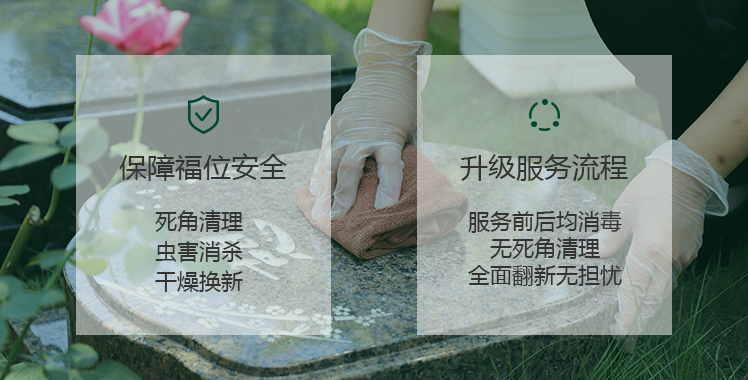 保障福位安全
死角清理
虫害消杀
干燥换新
升级服务流程
服务前后均消毒
无死角清理
全面翻新无担忧